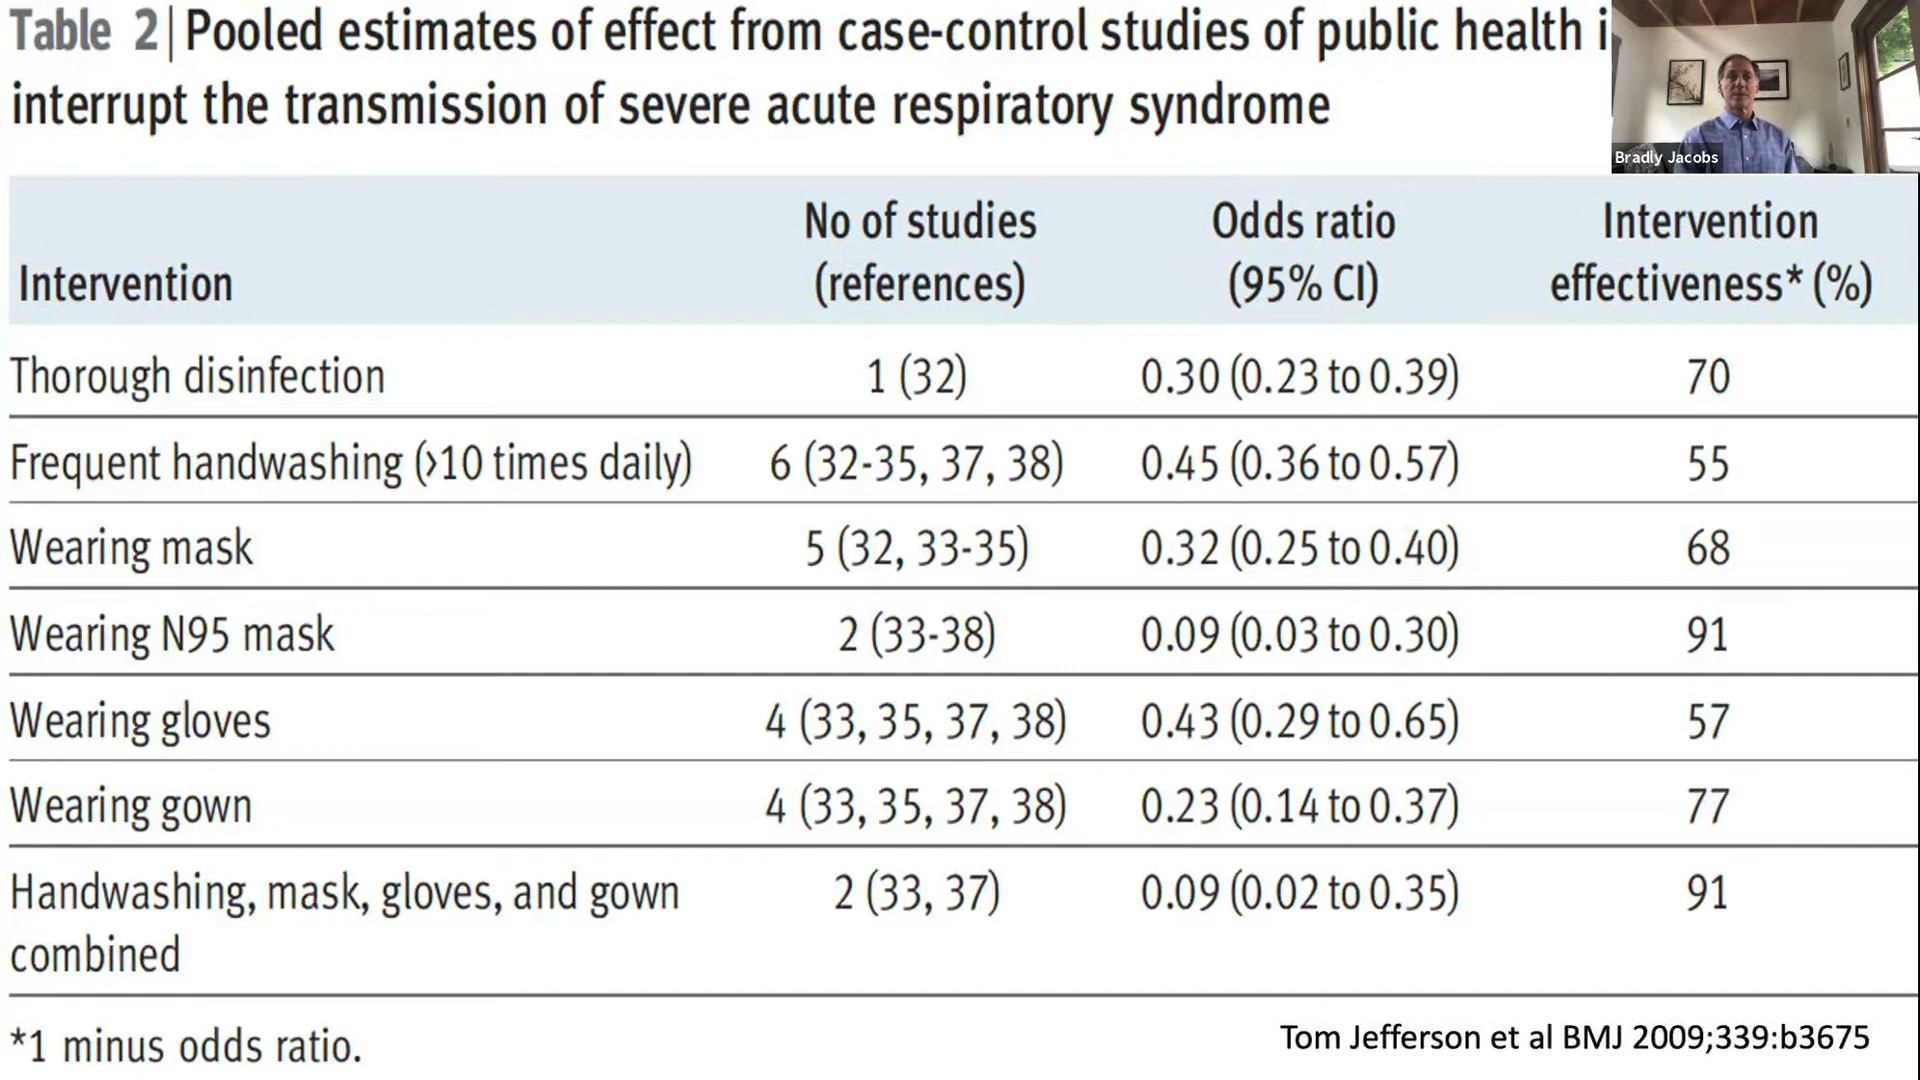 Table 2|Pooled estimates of effect from case-control studies of public health i
interrupt the transmission of severe acute respiratory syndrome
Bradly Jacobs
Intervention No of studies (references) Odds ratio (95% CI) Intervention effectiveness* (%)
Thorough disinfection 1 (32) 0.30 (0.23 to 0.39) 70
Frequent handwashing (>10 times daily) 6 (32-35, 37, 38) 0.45 (0.36 to 0.57) 55
Wearing mask 5 (32, 33-35) 0.32 (0.25 to 0.40) 68
Wearing N95 mask 2 (33-38) 0.09 (0.03 to 0.30) 91
Wearing gloves 4 (33, 35, 37, 38) 0.43 (0.29 to 0.65) 57
Wearing gown 4 (33, 35, 37, 38) 0.23 (0.14 to 0.37) 77
Handwashing, mask, gloves, and gown 2 (33, 37) 0.09 (0.02 to 0.35) 91
combined
*1 minus odds ratio.
Tom Jefferson et al BMJ 2009;339:b3675